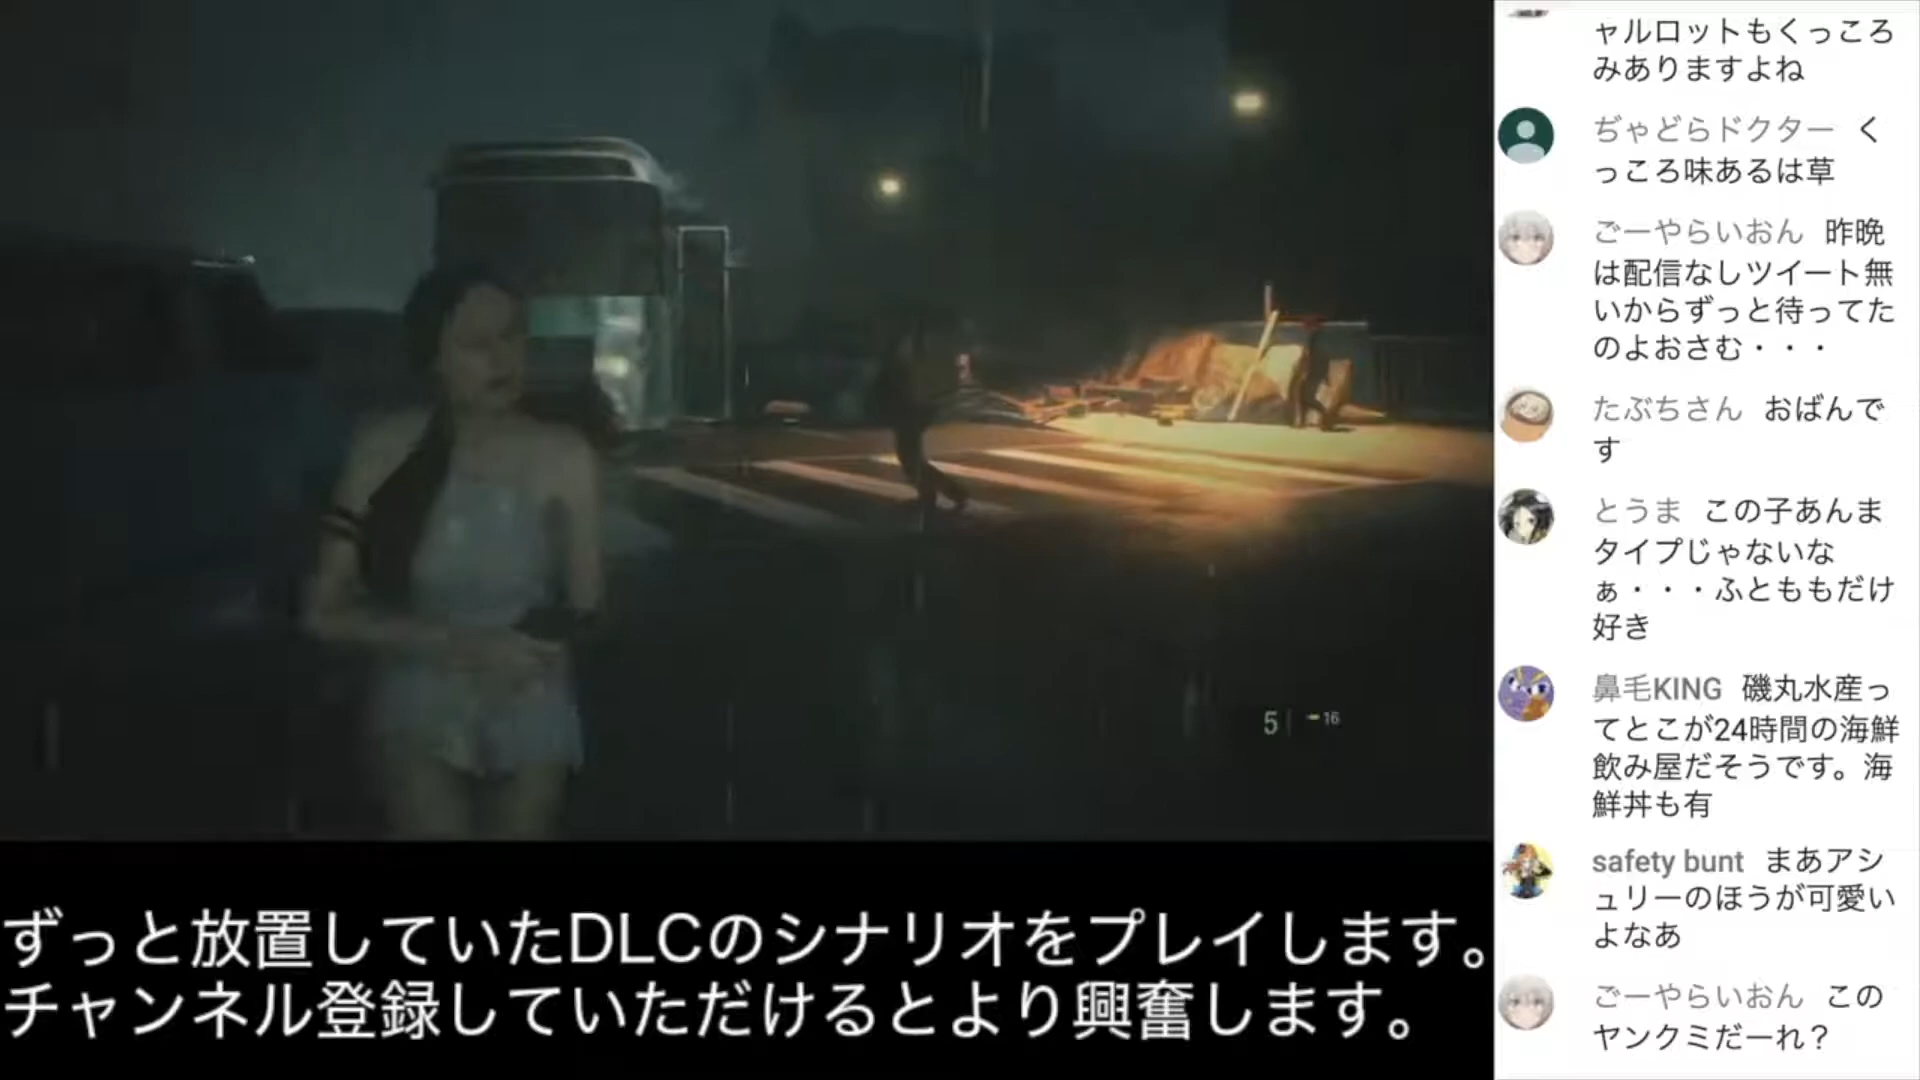 ャルロットもくっころ
みありますよね
ぢゃどらドクター く
っころ味あるは草
ごーやらいおん 昨晩
は配信なしツイート無
いからずっと待ってた
のよおさむ・・・
たぶちさん おばんで
す
とうま この子あんま
タイプじゃないな
ぁ・・・ふとももだけ
好き
鼻毛KING 磯丸水産っ
てとこが24時間の海鮮
飲み屋だそうです。海
鮮丼も有
safety bunt まあアシ
ュリーのほうが可愛い
よなあ
ごーやらいおん この
ヤンクミだーれ？
5 -16
ずっと放置していたDLCのシナリオをプレイします。
チャンネル登録していただけるとより興奮します。